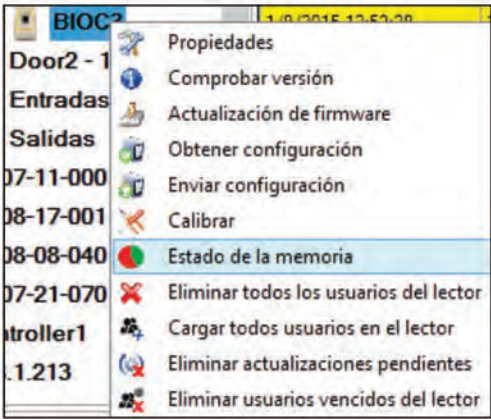 BIOC3
1/8/2015 12:52:28
Door2 - 1
Entradas
Salidas
07-11-000
08-17-001
08-08-040
07-21-070
ntroller1
.1.213
Propiedades
Comprobar versión
Actualización de firmware
Obtener configuración
Enviar configuración
Calibrar
Estado de la memoria
Eliminar todos los usuarios del lector
Cargar todos usuarios en el lector
Eliminar actualizaciones pendientes
Eliminar usuarios vencidos del lector